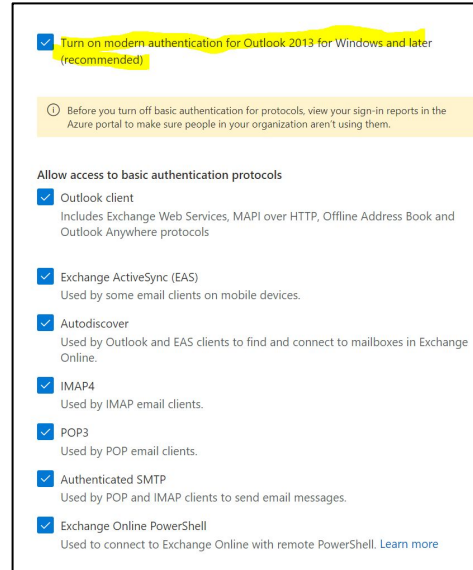 Turn on modern authentication for Outlook 2013 for Windows and later
(recommended)
Before you turn off basic authentication for protocols, view your sign-in reports in the
Azure portal to make sure people in your organization aren't using them.
Allow access to basic authentication protocols
Outlook client
Includes Exchange Web Services, MAPI over HTTP, Offline Address Book and
Outlook Anywhere protocols
Exchange ActiveSync (EAS)
Used by some email clients on mobile devices.
Autodiscover
Used by Outlook and EAS clients to find and connect to mailboxes in Exchange
Online.
IMAP4
Used by IMAP email clients.
POP3
Used by POP email clients.
Authenticated SMTP
Used by POP and IMAP clients to send email messages.
Exchange Online PowerShell
Used to connect to Exchange Online with remote PowerShell. Learn more